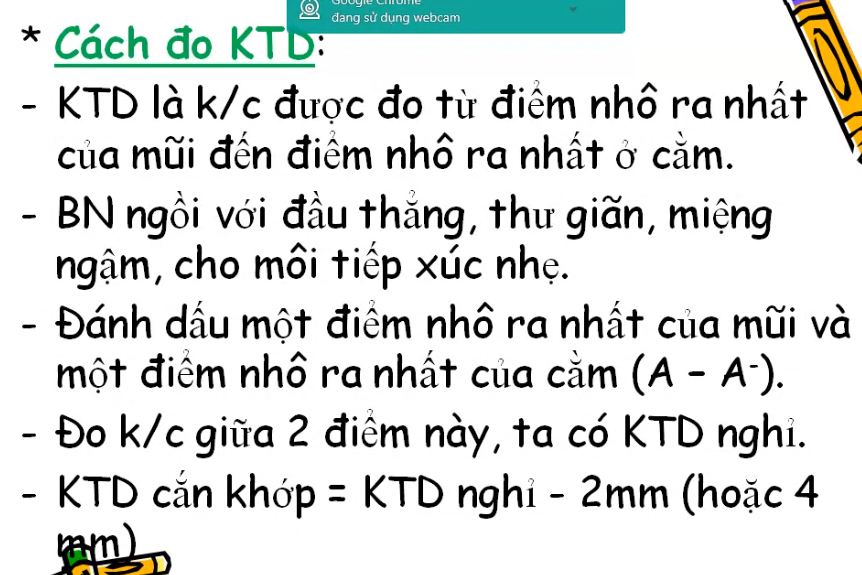 Google Chrome
đang sử dụng webcam
* Cách đo KTD:
- KTD là k/c được đo từ điểm nhô ra nhất
của mũi đến điểm nhô ra nhất ở cằm.
- BN ngồi với đầu thẳng, thư giãn, miệng
ngậm, cho môi tiếp xúc nhẹ.
- Đánh dấu một điểm nhô ra nhất của mũi và
một điểm nhô ra nhất của cằm (A - A⁻).
- Đo k/c giữa 2 điểm này, ta có KTD nghỉ.
- KTD cắn khớp = KTD nghỉ - 2mm (hoặc 4
mm)